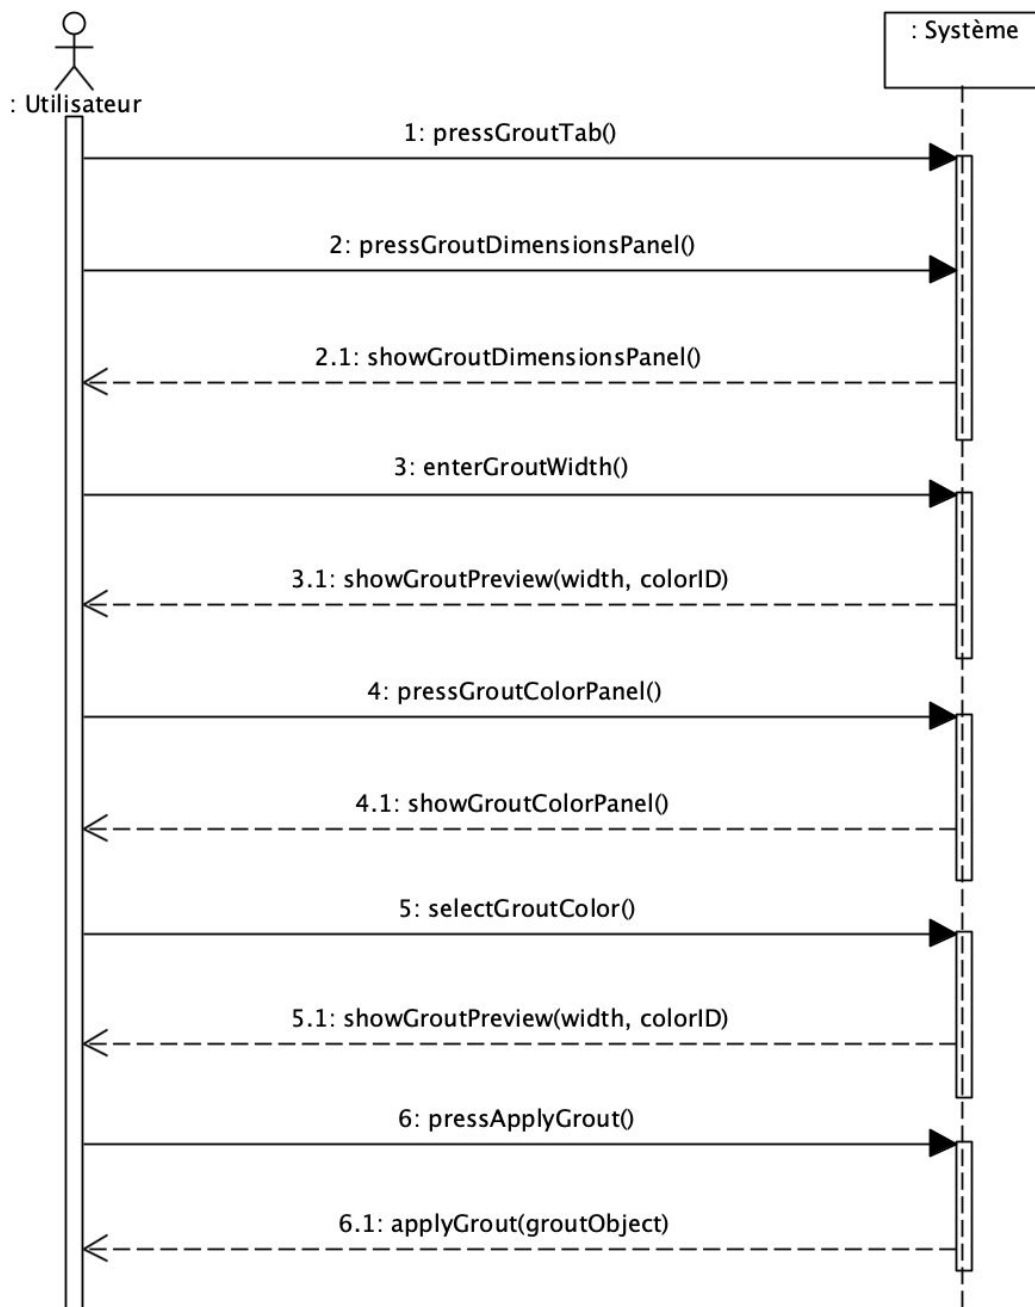 : Système
: Utilisateur
1: pressGroutTab()
2: pressGroutDimensionsPanel()
2.1: showGroutDimensionsPanel()
3: enterGroutWidth()
3.1: showGroutPreview(width, colorID)
4: pressGroutColorPanel()
4.1: showGroutColorPanel()
5: selectGroutColor()
5.1: showGroutPreview(width, colorID)
6: pressApplyGrout()
6.1: applyGrout(groutObject)